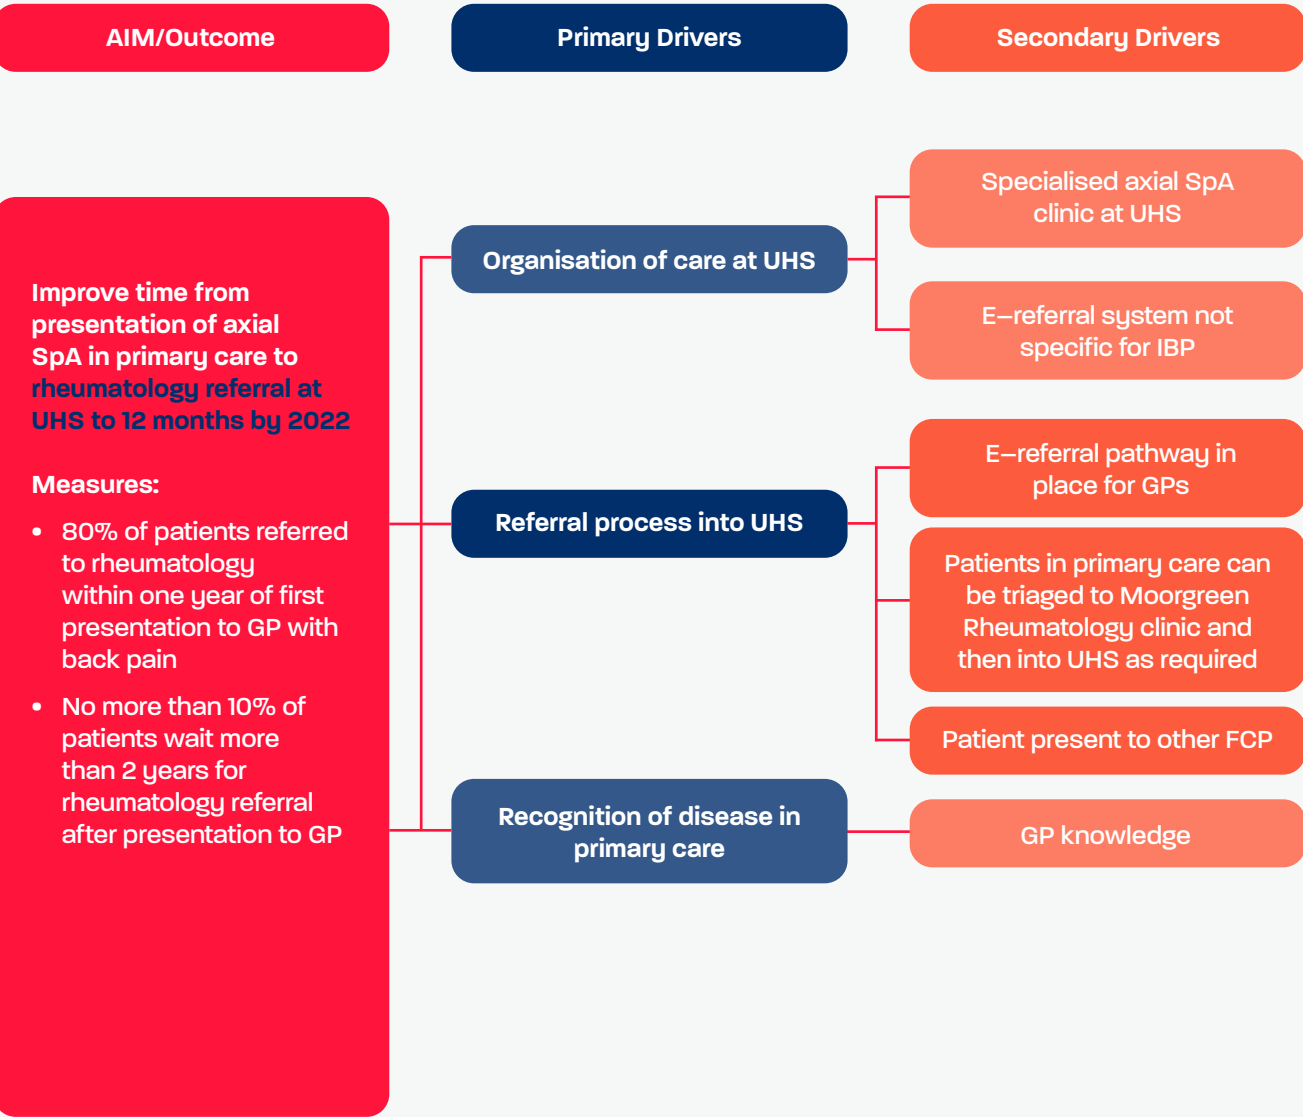 AIM/Outcome
Primary Drivers
Secondary Drivers
Improve time from
presentation of axial
SpA in primary care to
rheumatology referral at
UHS to 12 months by 2022
Measures:
• 80% of patients referred
to rheumatology
within one year of first
presentation to GP with
back pain
• No more than 10% of
patients wait more
than 2 years for
rheumatology referral
after presentation to GP
Organisation of care at UHS
Referral process into UHS
Recognition of disease in
primary care
Specialised axial SpA
clinic at UHS
E–referral system not
specific for IBP
E–referral pathway in
place for GPs
Patients in primary care can
be triaged to Moorgreen
Rheumatology clinic and
then into UHS as required
Patient present to other FCP
GP knowledge